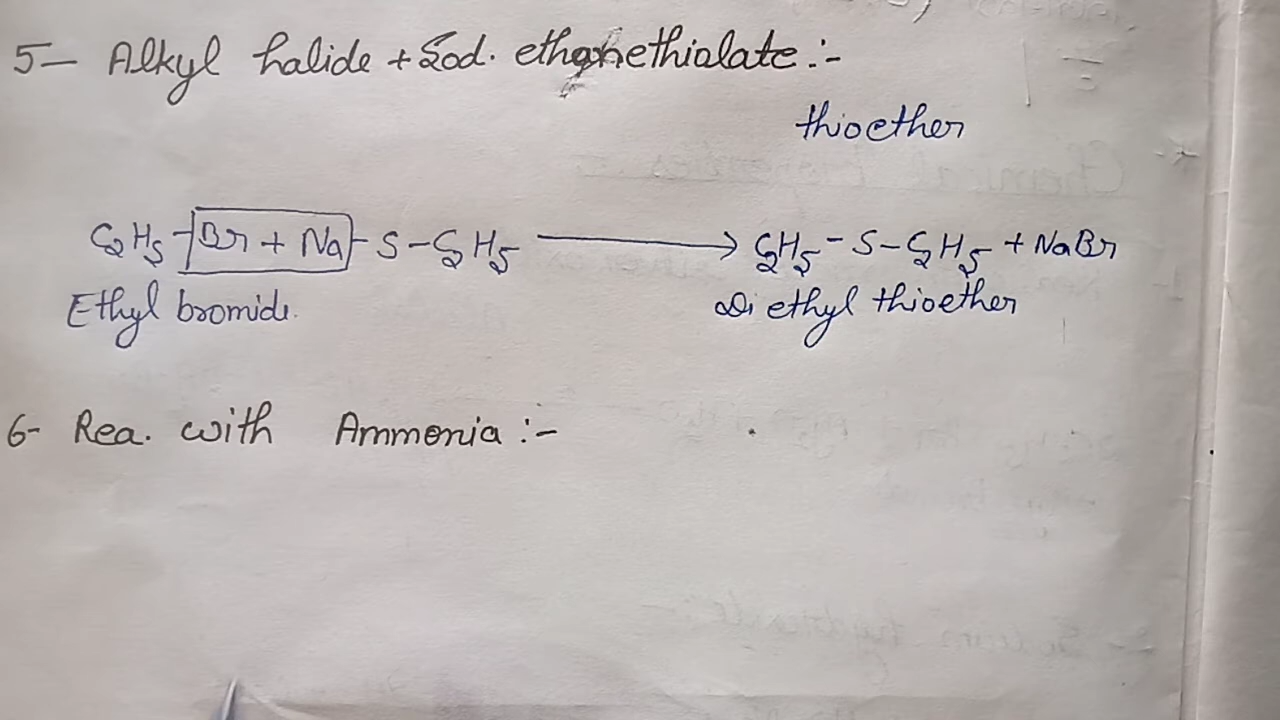 5- Alkyl halide + Sod. ethanethiolate :-
thioether
C2H5-Br + Na-S-C2H5 ⟶ C2H5-S-C2H5 + NaBr
Ethyl bromide. Di ethyl thioether
6- Rea. with Ammonia :-